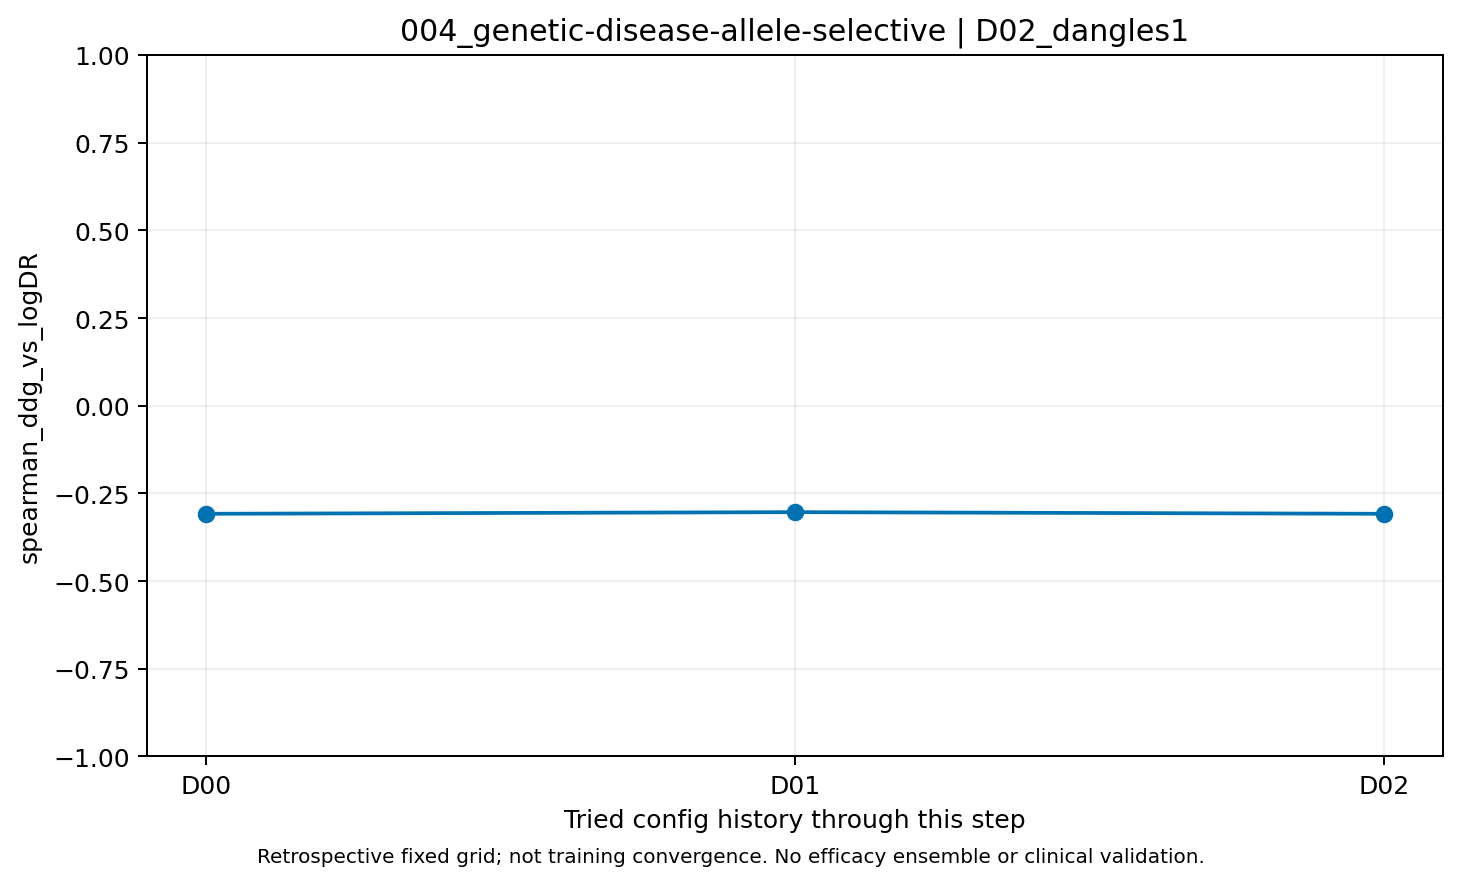 004_genetic-disease-allele-selective | D02_dangles1
1.00
0.75
0.50
0.25
0.00
−0.25
−0.50
−0.75
−1.00
spearman_ddg_vs_logDR
D00 D01 D02
Tried config history through this step
Retrospective fixed grid; not training convergence. No efficacy ensemble or clinical validation.